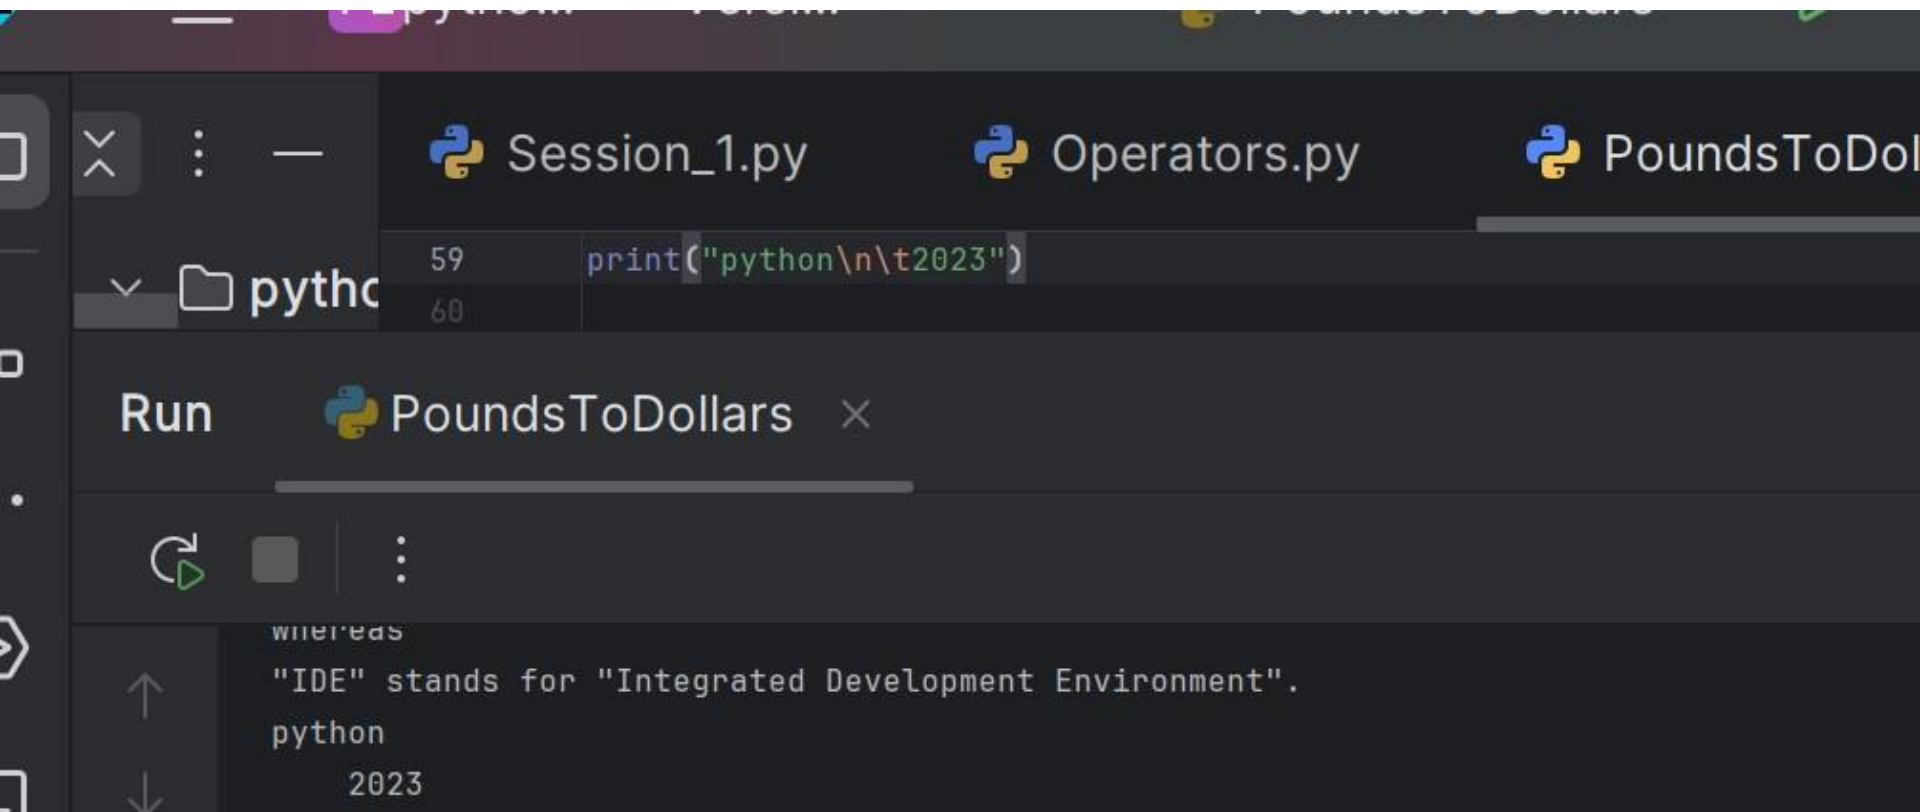 Session_1.py
Operators.py
PoundsToDol
59 print("python\n\t2023")
pytho
60
Run
PoundsToDollars
whereas
"IDE" stands for "Integrated Development Environment".
python
2023